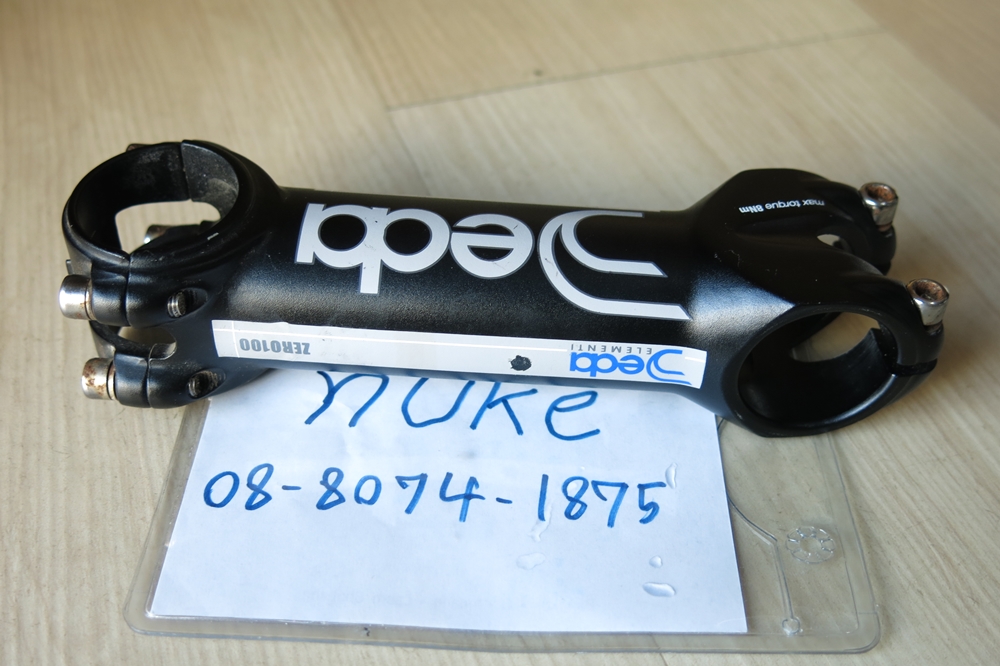 max torque 8Nm
Deda
ZERO100
Deda
ELEMENTI
nuke
08-8074-1875